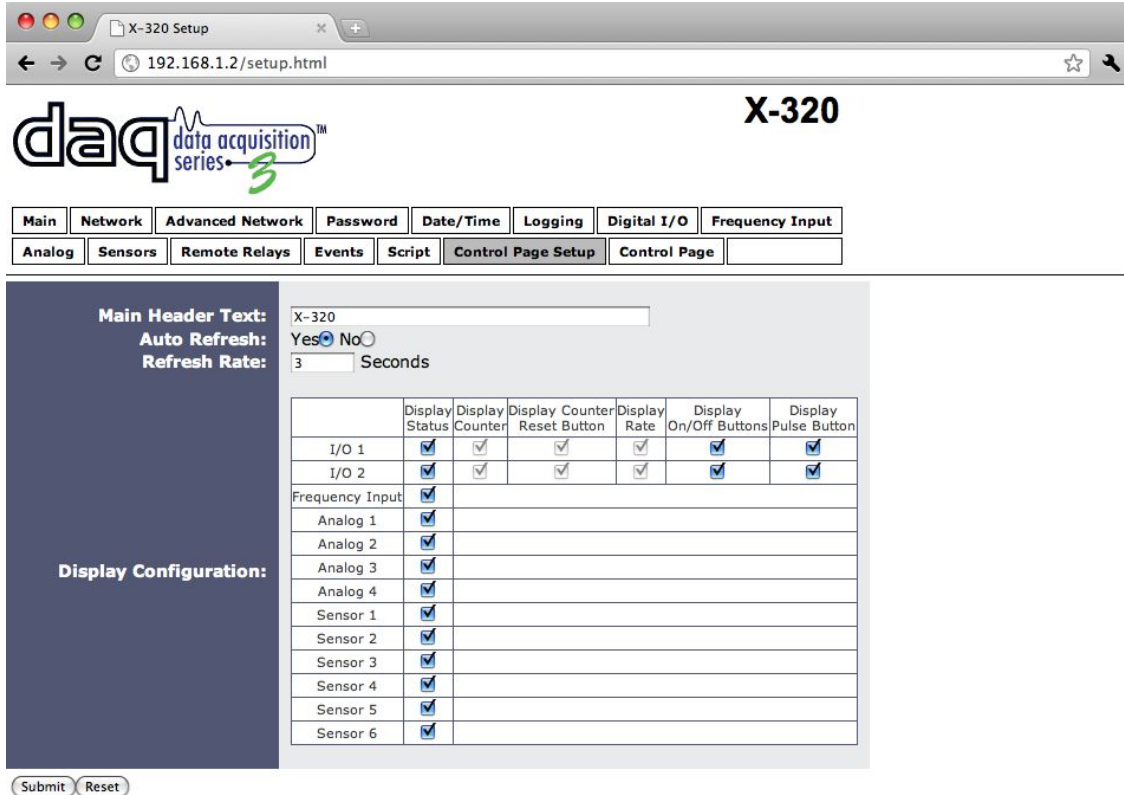 X-320 Setup
192.168.1.2/setup.html
X-320
daq data acquisition series 3 TM
Main Network Advanced Network Password Date/Time Logging Digital I/O Frequency Input
Analog Sensors Remote Relays Events Script Control Page Setup Control Page
Main Header Text: X-320
Auto Refresh: Yes No
Refresh Rate: 3 Seconds
Display Configuration:
Display Status Display Counter Display Counter Reset Button Display Rate Display On/Off Buttons Display Pulse Button
I/O 1
I/O 2
Frequency Input
Analog 1
Analog 2
Analog 3
Analog 4
Sensor 1
Sensor 2
Sensor 3
Sensor 4
Sensor 5
Sensor 6
Submit Reset